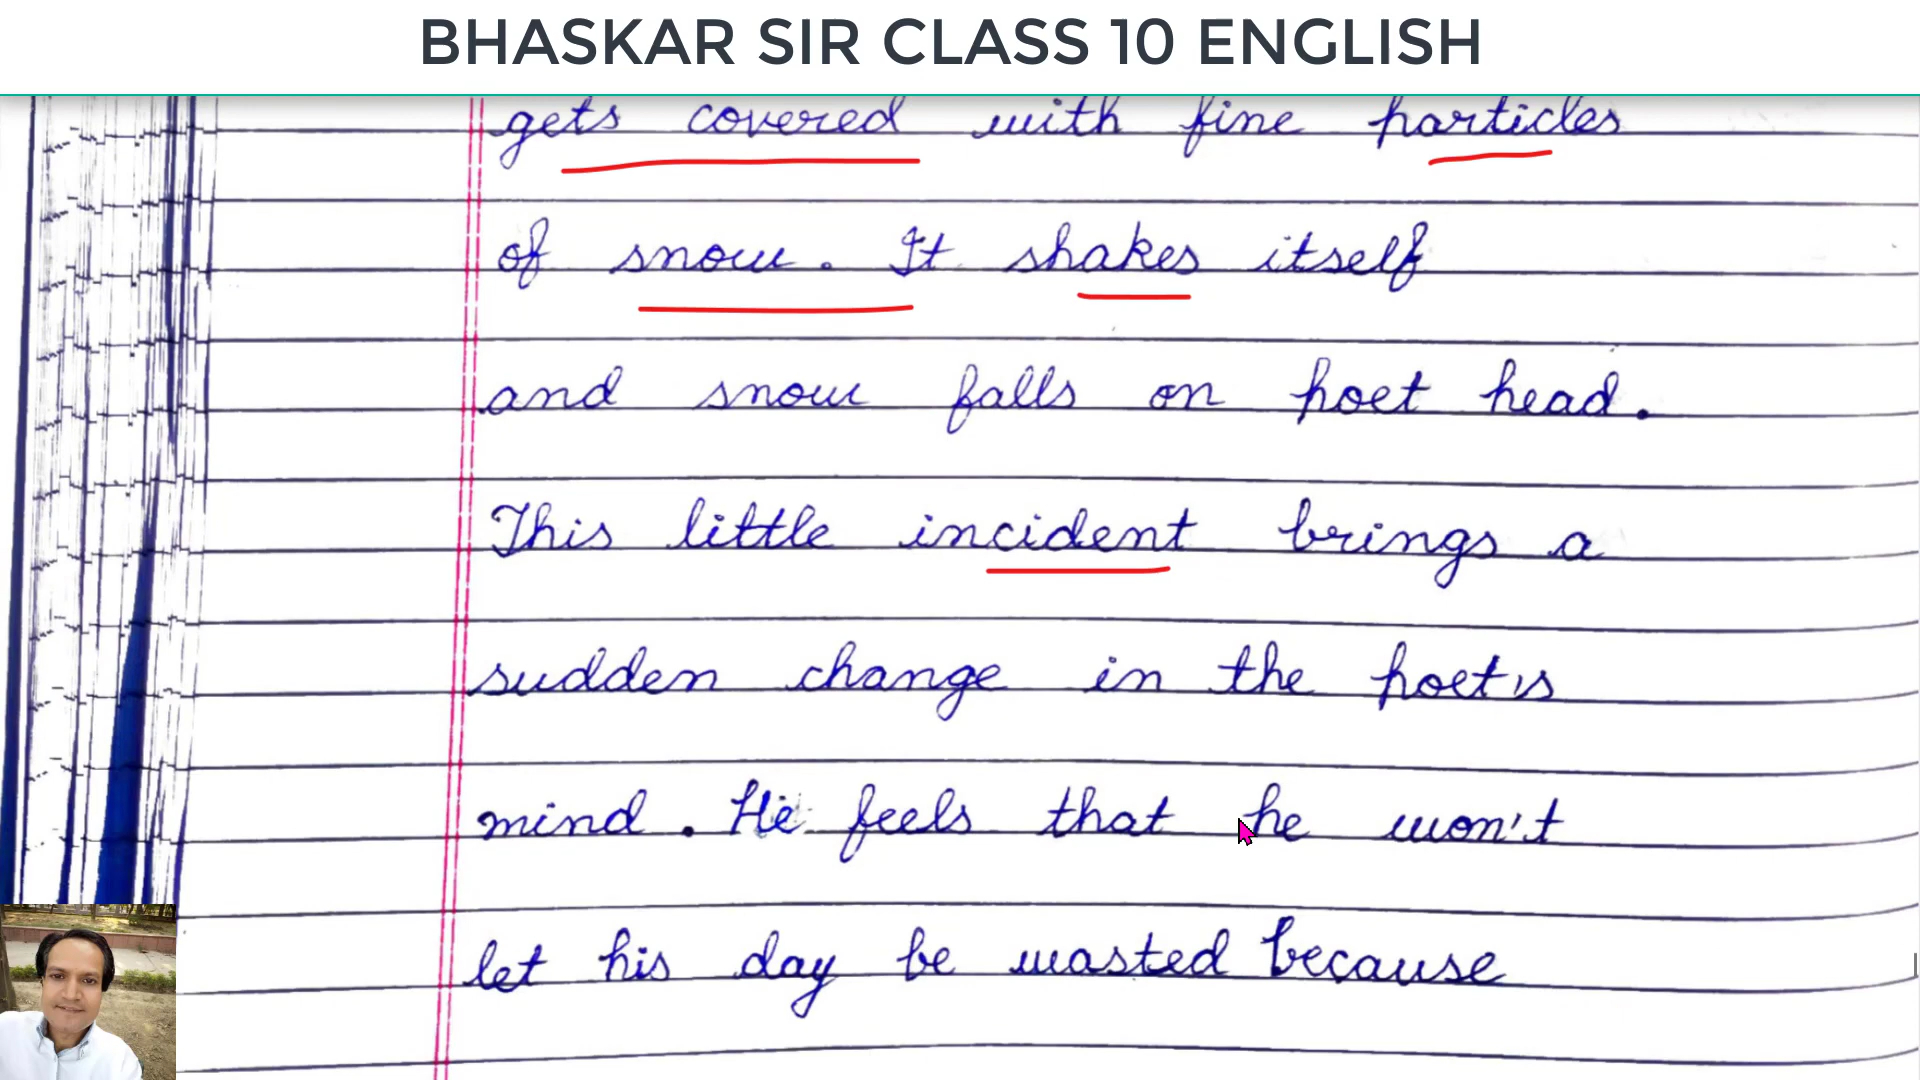 BHASKAR SIR CLASS 10 ENGLISH
gets covered with fine particles
of snow. It shakes itself
and snow falls on poet head.
This little incident brings a
sudden change in the poet's
mind. He feels that he won't
let his day be wasted because